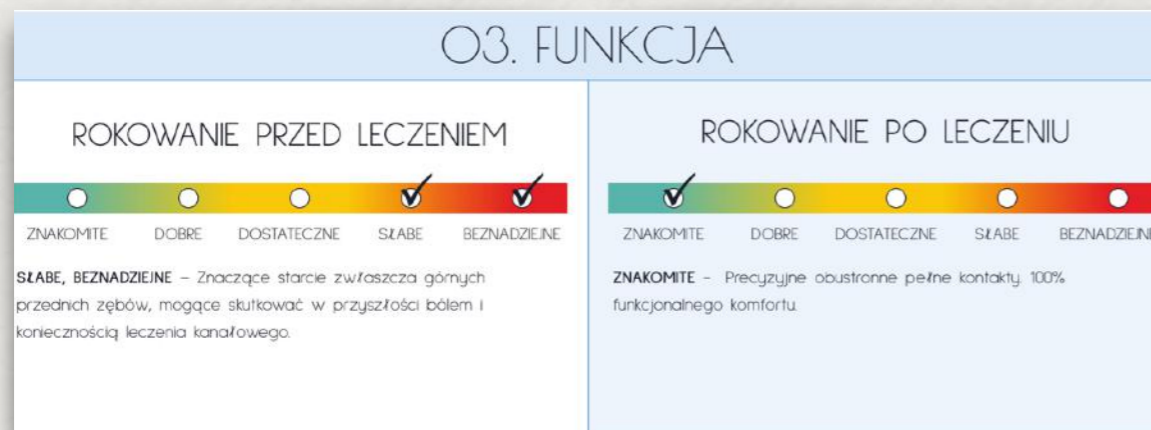 03. FUNKCJA
ROKOWANIE PRZED LECZENIEM
ZNAKOMITE DOBRE DOSTATECZNE SŁABE BEZNADZIEJNE
SŁABE, BEZNADZIEJNE – Znaczące starcie zwłaszcza górnych
przednich zębów, mogące skutkować w przyszłości bólem i
koniecznością leczenia kanałowego.
ROKOWANIE PO LECZENIU
ZNAKOMITE DOBRE DOSTATECZNE SŁABE BEZNADZIEJNE
ZNAKOMITE – Precyzyjne obustronne pełne kontakty. 100%
funkcjonalnego komfortu.